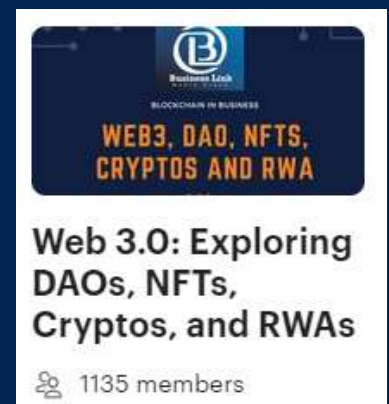 B
Business Link
BLOCKCHAIN IN BUSINESS
WEB3, DAO, NFTS,
CRYPTOS AND RWA
Web 3.0: Exploring
DAOs, NFTs,
Cryptos, and RWAs
1135 members